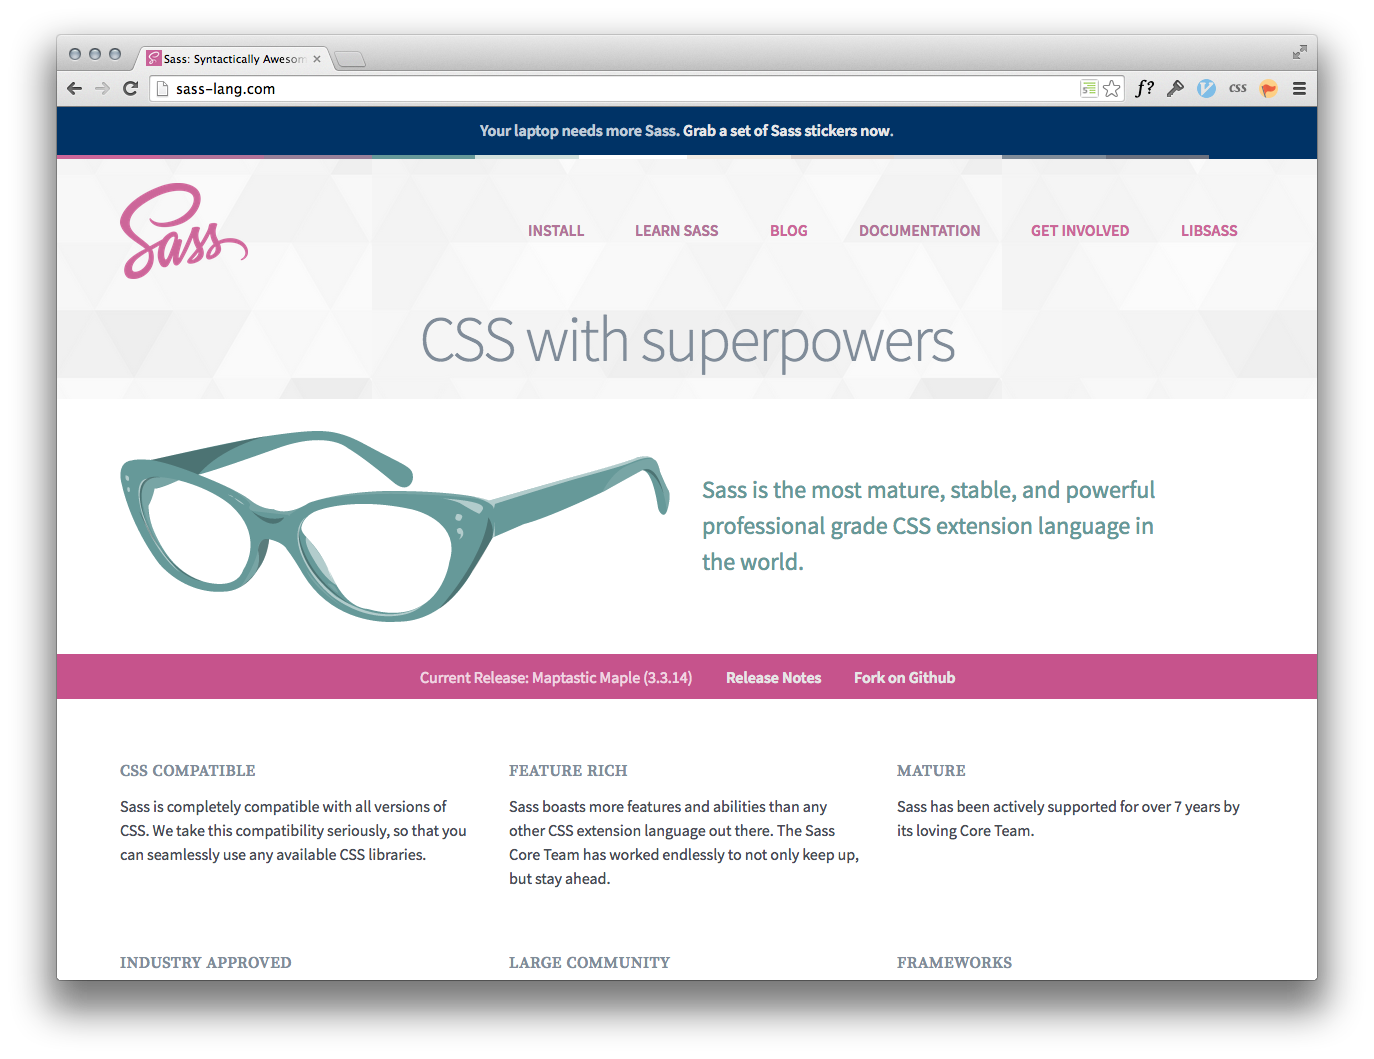 Sass: Syntactically Awesom
sass-lang.com
f?
css
Your laptop needs more Sass. Grab a set of Sass stickers now.
Sass
INSTALL
LEARN SASS
BLOG
DOCUMENTATION
GET INVOLVED
LIBSASS
CSS with superpowers
Sass is the most mature, stable, and powerful
professional grade CSS extension language in
the world.
Current Release: Maptastic Maple (3.3.14)
Release Notes
Fork on Github
CSS COMPATIBLE
Sass is completely compatible with all versions of
CSS. We take this compatibility seriously, so that you
can seamlessly use any available CSS libraries.
FEATURE RICH
Sass boasts more features and abilities than any
other CSS extension language out there. The Sass
Core Team has worked endlessly to not only keep up,
but stay ahead.
MATURE
Sass has been actively supported for over 7 years by
its loving Core Team.
INDUSTRY APPROVED
LARGE COMMUNITY
FRAMEWORKS